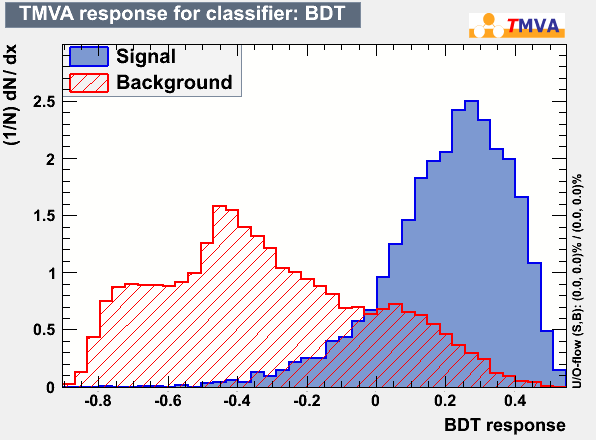 TMVA response for classifier: BDT
TMVA
Signal
Background
(1/N) dN / dx
2.5
2
1.5
1
0.5
0
-0.8 -0.6 -0.4 -0.2 0 0.2 0.4
BDT response
U/O-flow (S,B): (0.0, 0.0)% / (0.0, 0.0)%